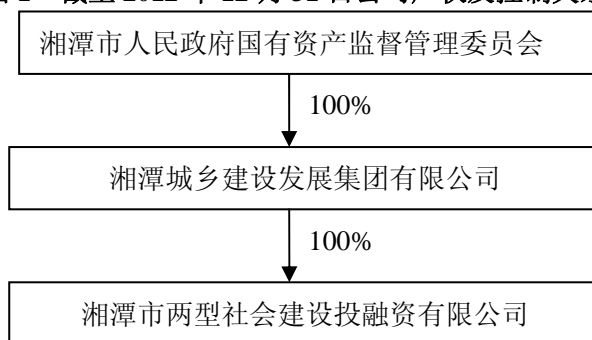 湘潭市人民政府国有资产监督管理委员会
100%
湘潭城乡建设发展集团有限公司
100%
湘潭市两型社会建设投融资有限公司